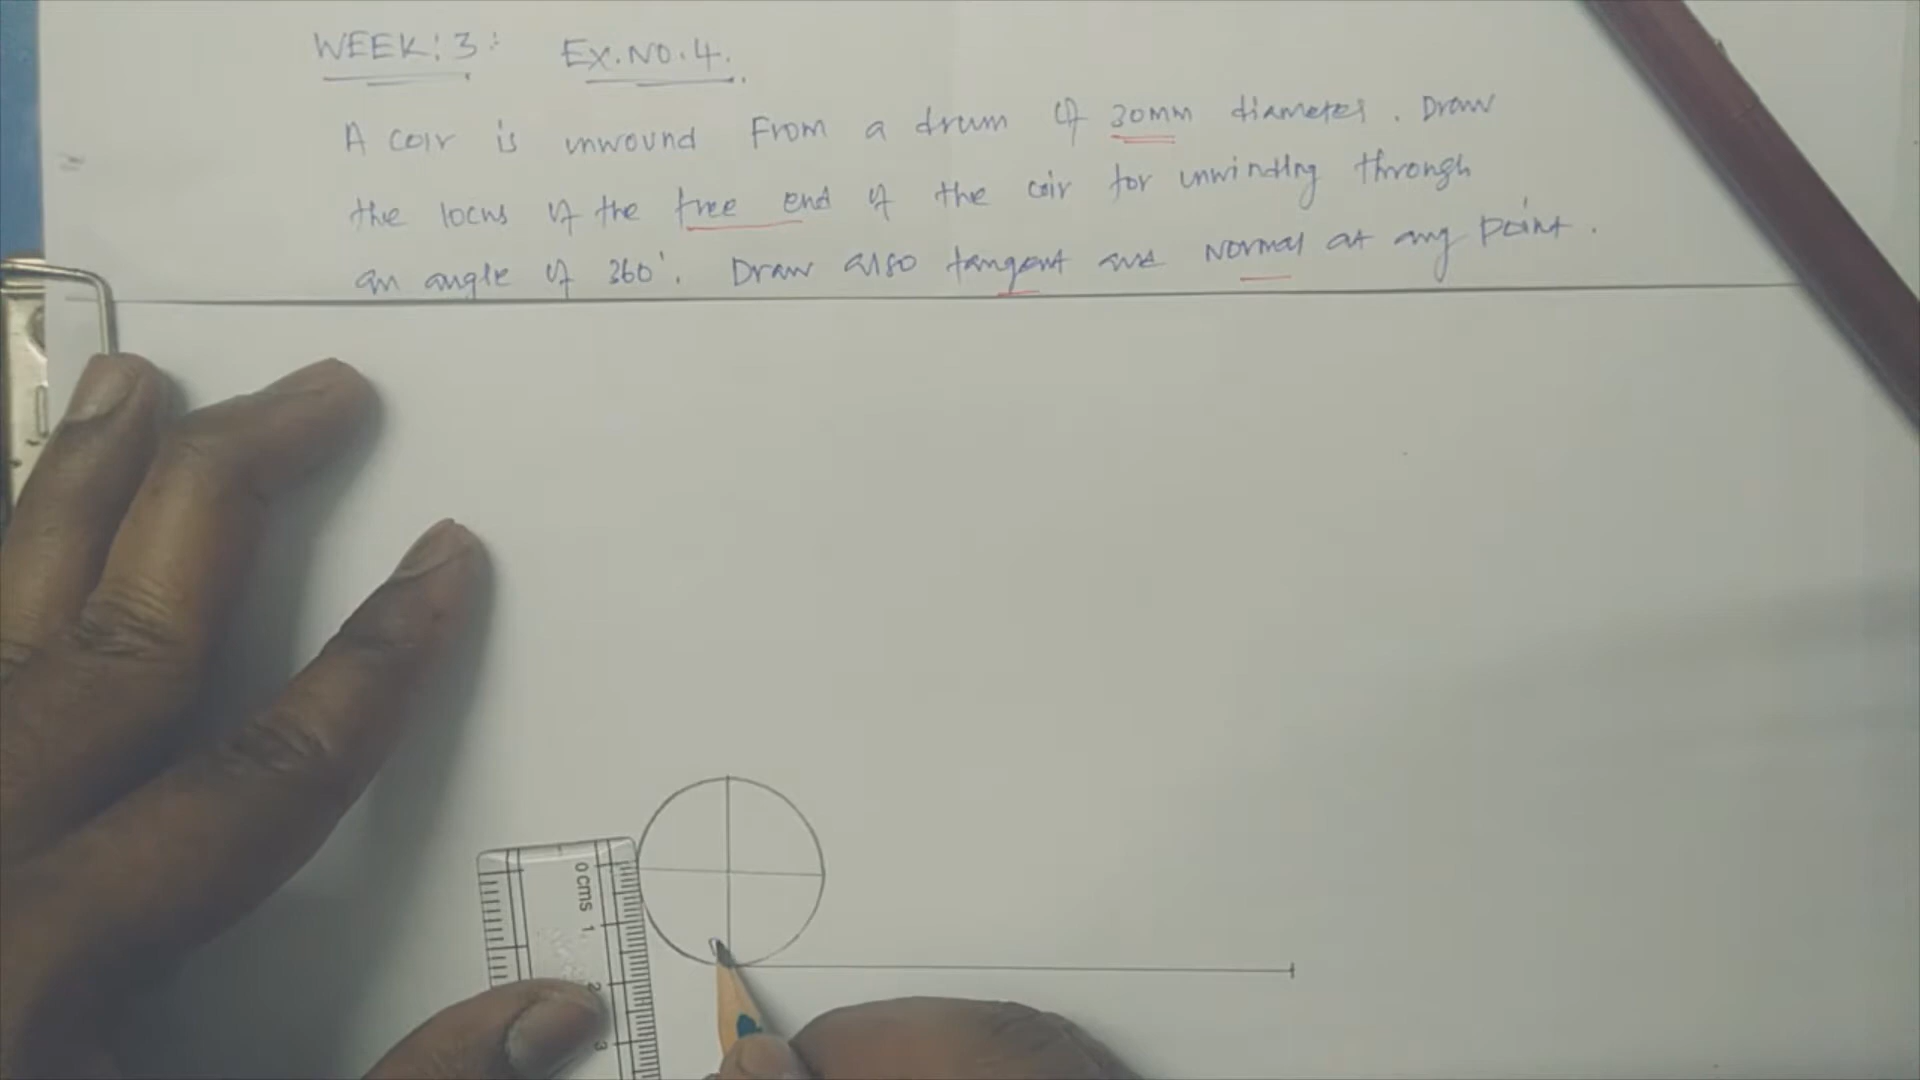 WEEK: 3:
Ex.No.4.
A coir is unwound From a drum of 30mm diameter. Draw
the locus of the free end of the coir for unwinding through
an angle of 360°. Draw also tangent and Normal at any point.
0 cms 1 2 3